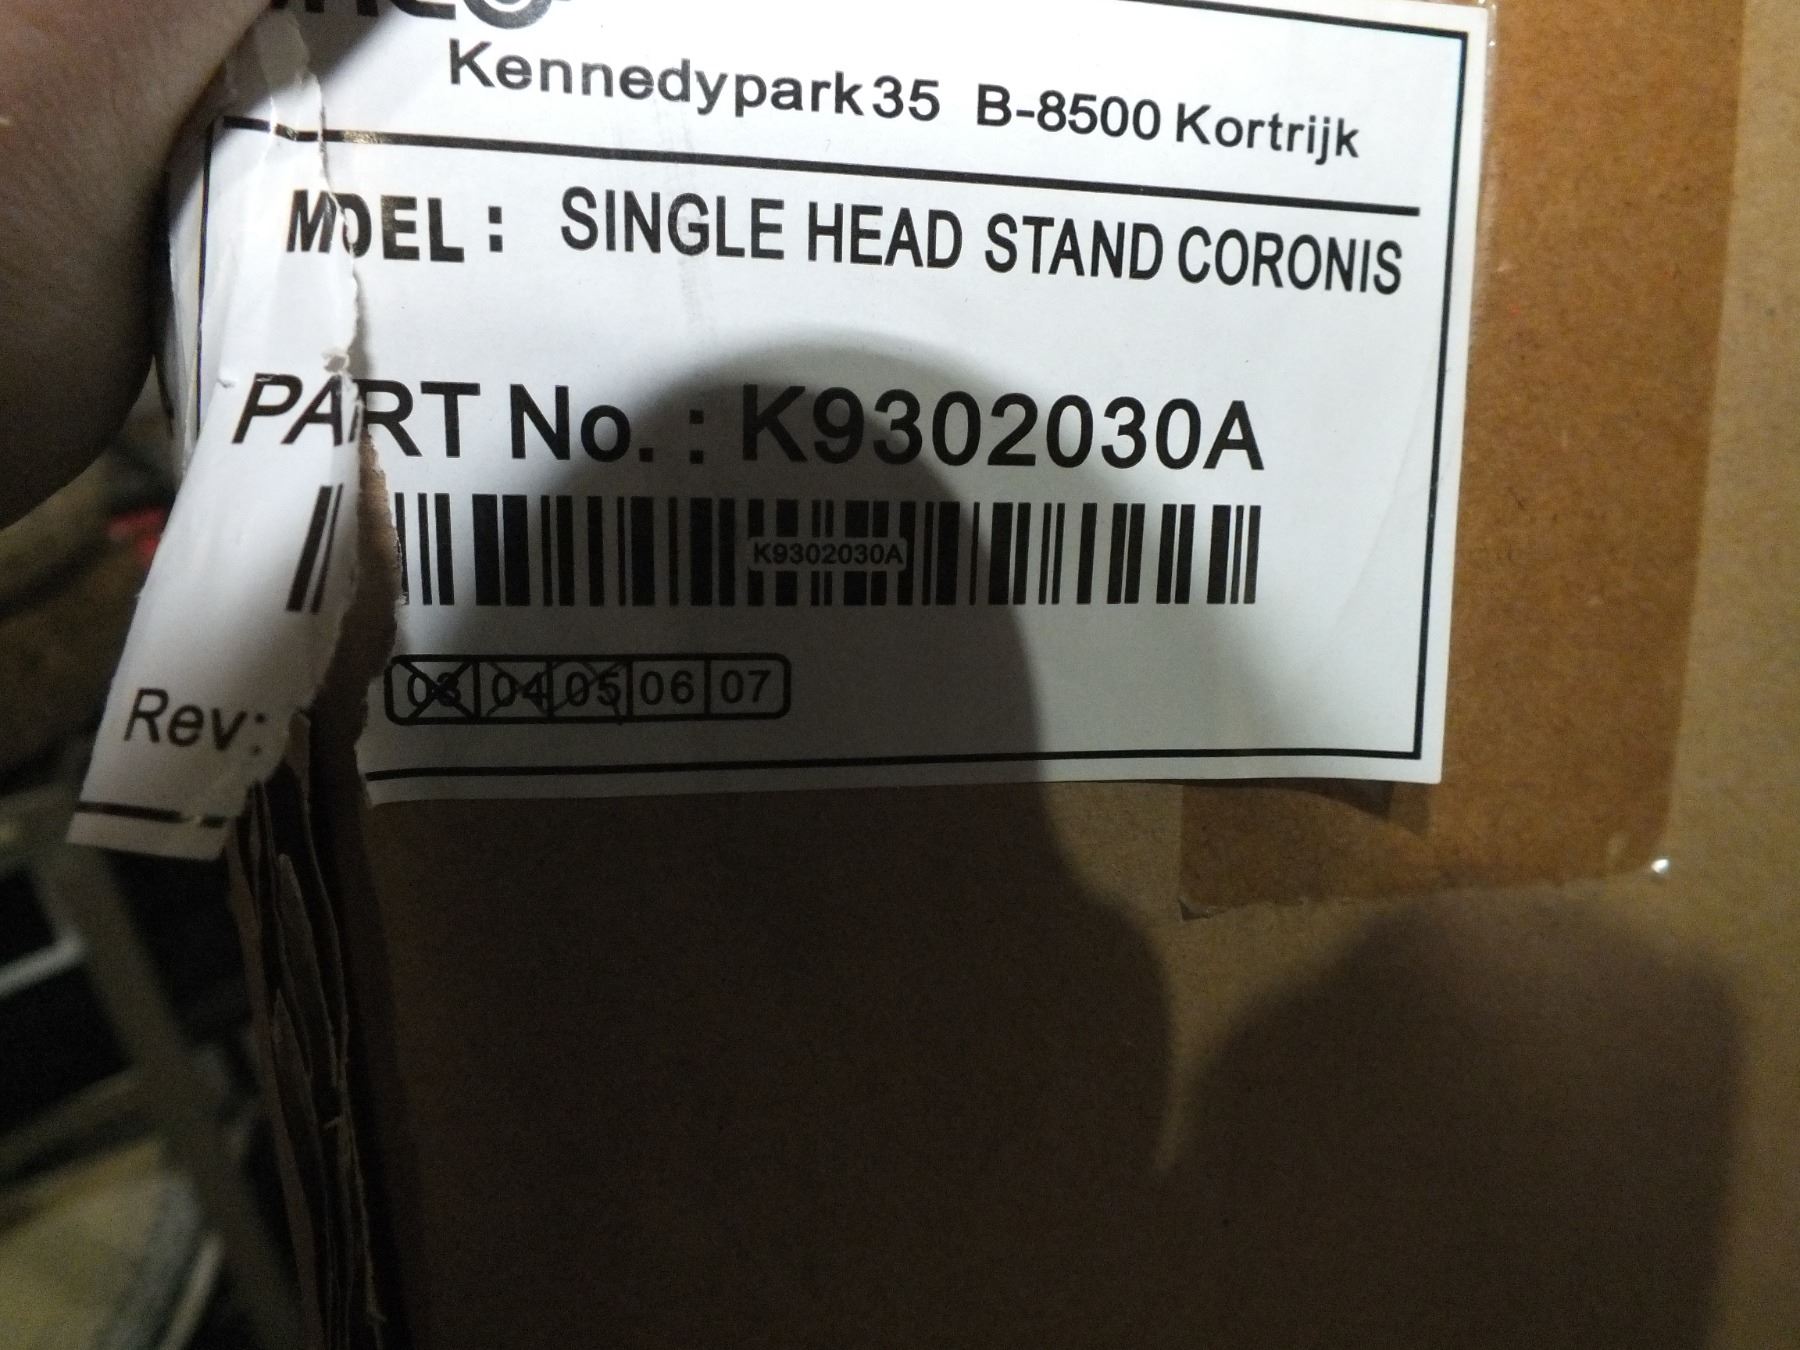 Kennedypark 35 B-8500 Kortrijk
MODEL : SINGLE HEAD STAND CORONIS
PART No. : K9302030A
K9302030A
Rev: 03 04 05 06 07